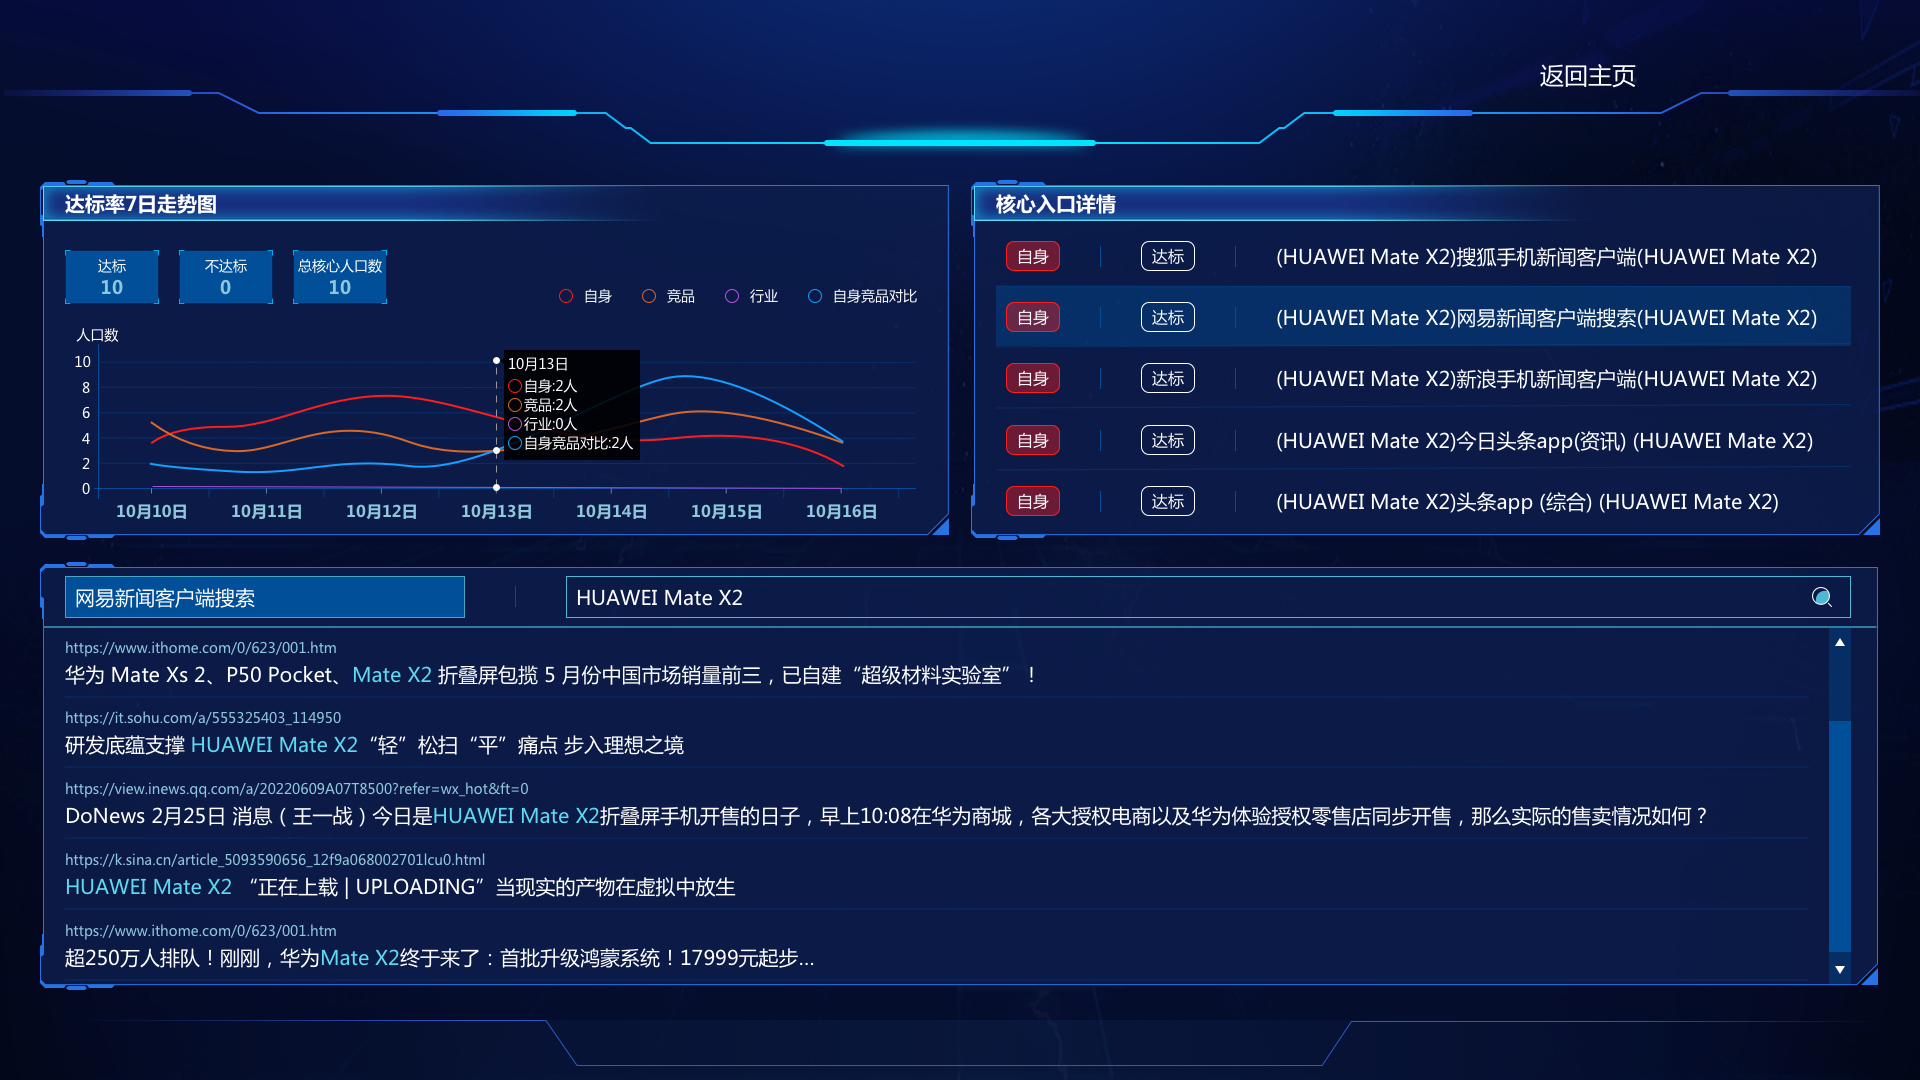 返回主页
达标率7日走势图
达标
10
不达标
0
总核心人口数
10
自身
竞品
行业
自身竞品对比
人口数
10
8
6
4
2
0
10月13日
自身:2人
竞品:2人
行业:0人
自身竞品对比:2人
10月10日
10月11日
10月12日
10月13日
10月14日
10月15日
10月16日
核心入口详情
自身 达标 (HUAWEI Mate X2)搜狐手机新闻客户端(HUAWEI Mate X2)
自身 达标 (HUAWEI Mate X2)网易新闻客户端搜索(HUAWEI Mate X2)
自身 达标 (HUAWEI Mate X2)新浪手机新闻客户端(HUAWEI Mate X2)
自身 达标 (HUAWEI Mate X2)今日头条app(资讯) (HUAWEI Mate X2)
自身 达标 (HUAWEI Mate X2)头条app (综合) (HUAWEI Mate X2)
网易新闻客户端搜索
HUAWEI Mate X2
https://www.ithome.com/0/623/001.htm
华为 Mate Xs 2、P50 Pocket、Mate X2 折叠屏包揽 5 月份中国市场销量前三，已自建“超级材料实验室”！
https://it.sohu.com/a/555325403_114950
研发底蕴支撑 HUAWEI Mate X2“轻”松扫“平”痛点 步入理想之境
https://view.inews.qq.com/a/20220609A07T8500?refer=wx_hot&ft=0
DoNews 2月25日 消息（王一战）今日是HUAWEI Mate X2折叠屏手机开售的日子，早上10:08在华为商城，各大授权电商以及华为体验授权零售店同步开售，那么实际的售卖情况如何？
https://k.sina.cn/article_5093590656_12f9a068002701lcu0.html
HUAWEI Mate X2 “正在上载 | UPLOADING”当现实的产物在虚拟中放生
https://www.ithome.com/0/623/001.htm
超250万人排队！刚刚，华为Mate X2终于来了：首批升级鸿蒙系统！17999元起步...